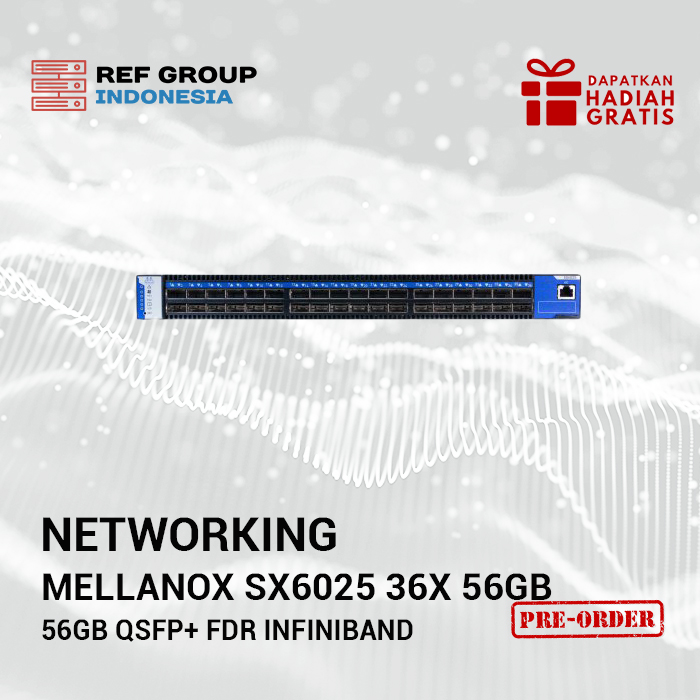 REF GROUP
INDONESIA
DAPATKAN
HADIAH
GRATIS
NETWORKING
MELLANOX SX6025 36X 56GB
56GB QSFP+ FDR INFINIBAND
PRE-ORDER